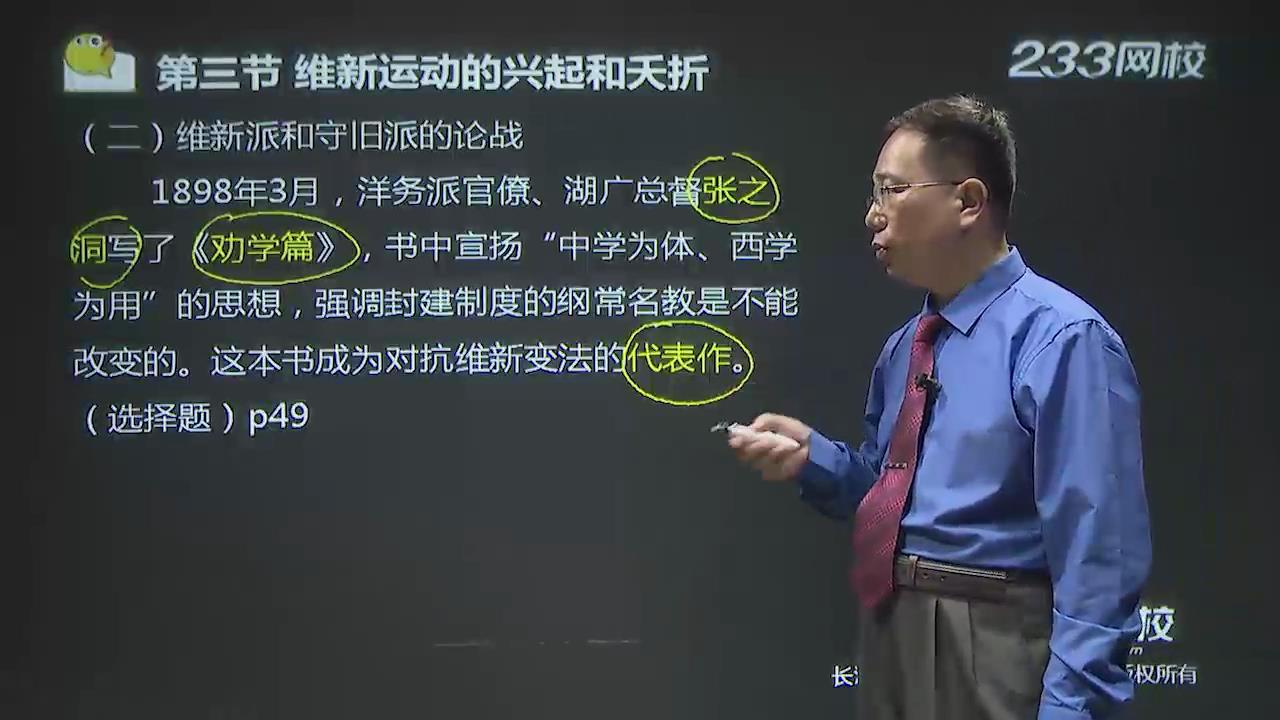 第三节 维新运动的兴起和夭折
233网校
（二）维新派和守旧派的论战
1898年3月，洋务派官僚、湖广总督张之
洞写了《劝学篇》，书中宣扬“中学为体、西学
为用”的思想，强调封建制度的纲常名教是不能
改变的。这本书成为对抗维新变法的代表作。
（选择题）p49
校
长
权所有